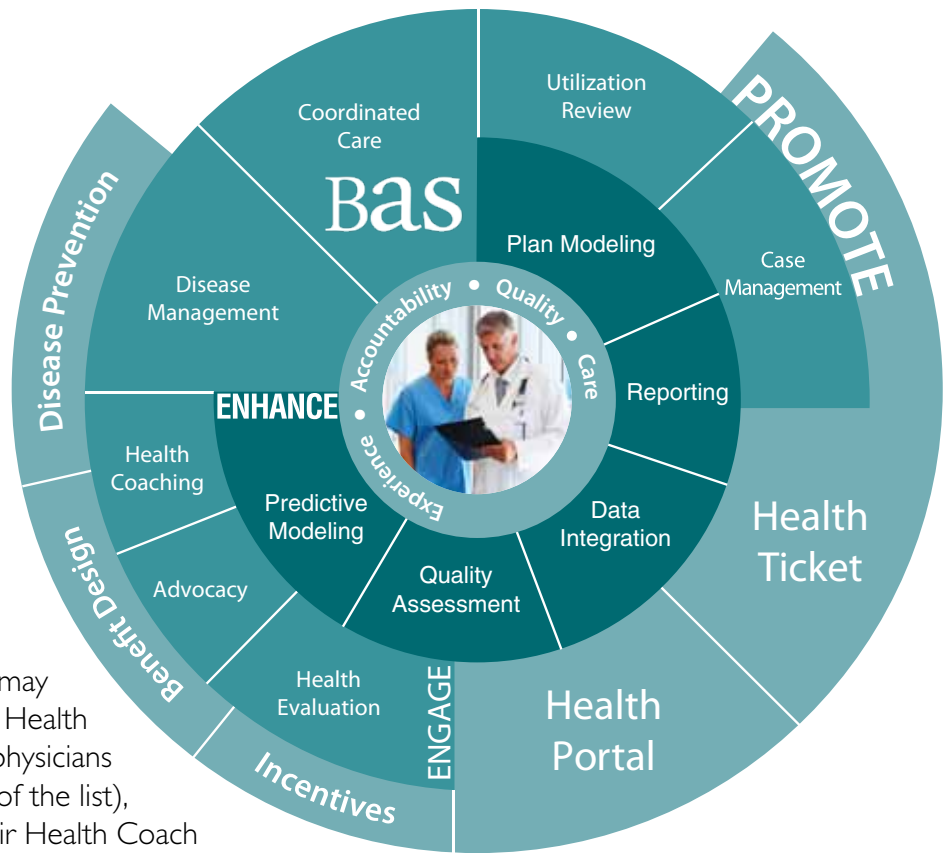 Utilization
Review
PROMOTE
Coordinated
Care
Bas
Disease Prevention
Plan Modeling
Case
Management
Disease
Management
Accountability • Quality • Care
Experience •
ENHANCE
Reporting
Health
Coaching
Predictive
Modeling
Data
Integration
Health
Ticket
Benefit Design
Advocacy
Quality
Assessment
Health
Evaluation
ENGAGE
Health
Portal
Incentives
may
Health
physicians
of the list),
ir Health Coach